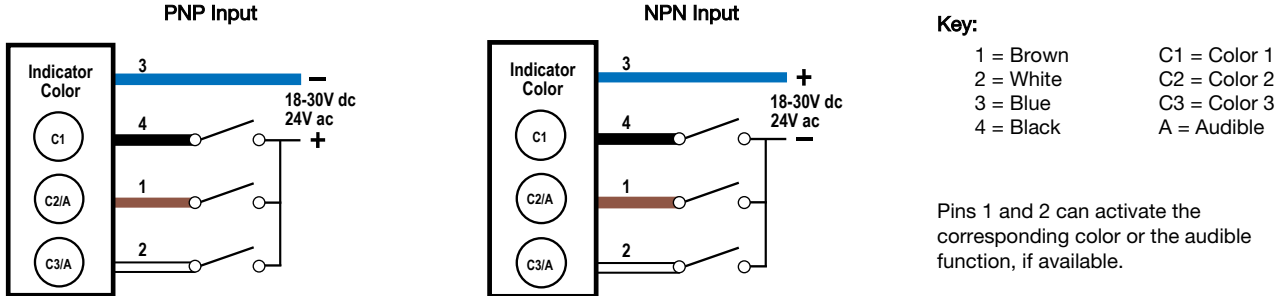 PNP Input
Indicator
Color
3
−
18-30V dc
24V ac
4
+
C1
1
C2/A
2
C3/A
NPN Input
Indicator
Color
3
+
18-30V dc
24V ac
4
−
C1
1
C2/A
2
C3/A
Key:
1 = Brown C1 = Color 1
2 = White C2 = Color 2
3 = Blue C3 = Color 3
4 = Black A = Audible
Pins 1 and 2 can activate the
corresponding color or the audible
function, if available.